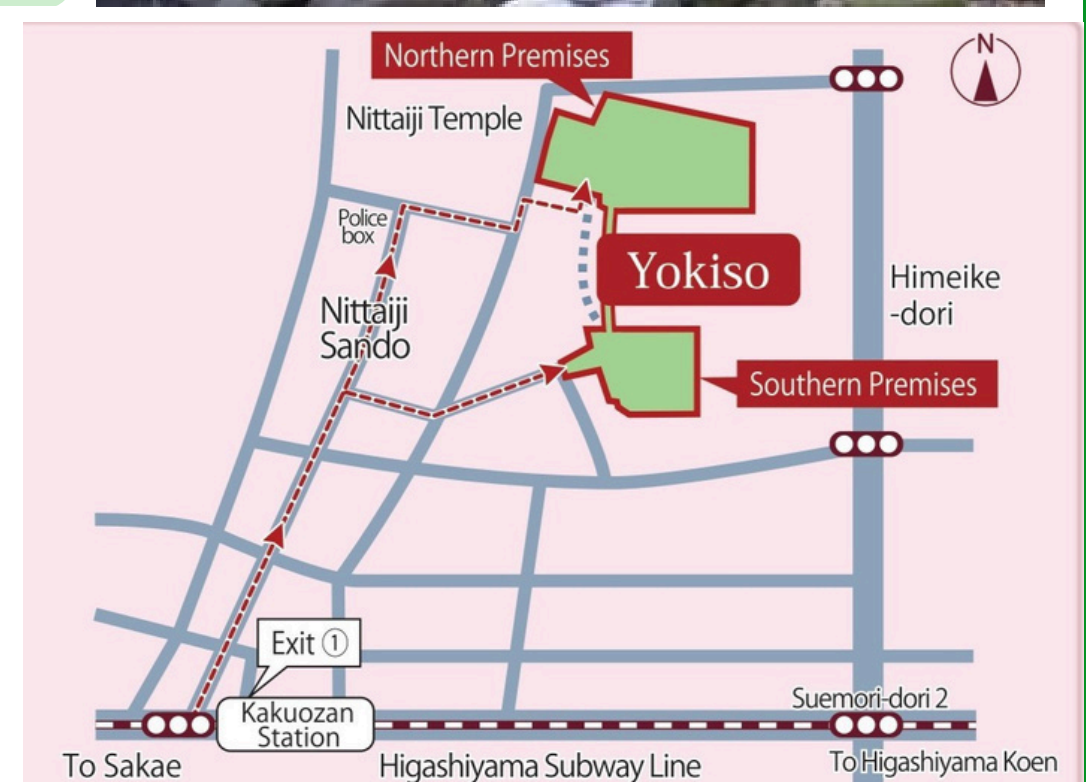 Northern Premises
N
Nittaiji Temple
Police
box
Yokiso
Himeike
-dori
Nittaiji
Sando
Southern Premises
Exit ①
Suemori-dori 2
Kakuozan
Station
To Sakae
Higashiyama Subway Line
To Higashiyama Koen